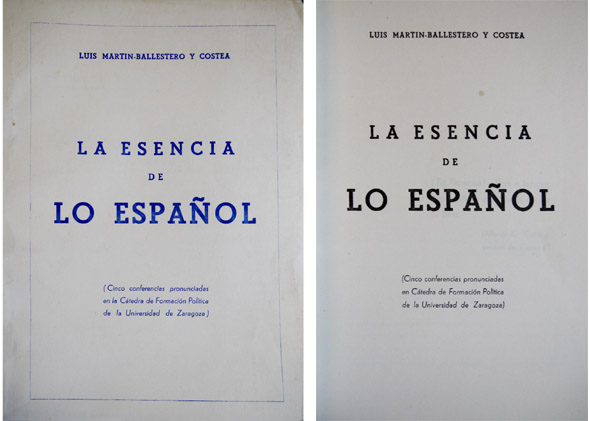 LUIS MARTIN-BALLESTERO Y COSTEA
LA ESENCIA
DE
LO ESPAÑOL
(Cinco conferencias pronunciadas
en la Cátedra de Formación Política
de la Universidad de Zaragoza)
LUIS MARTIN-BALLESTERO Y COSTEA
LA ESENCIA
DE
LO ESPAÑOL
(Cinco conferencias pronunciadas
en Cátedra de Formación Política
de la Universidad de Zaragoza)